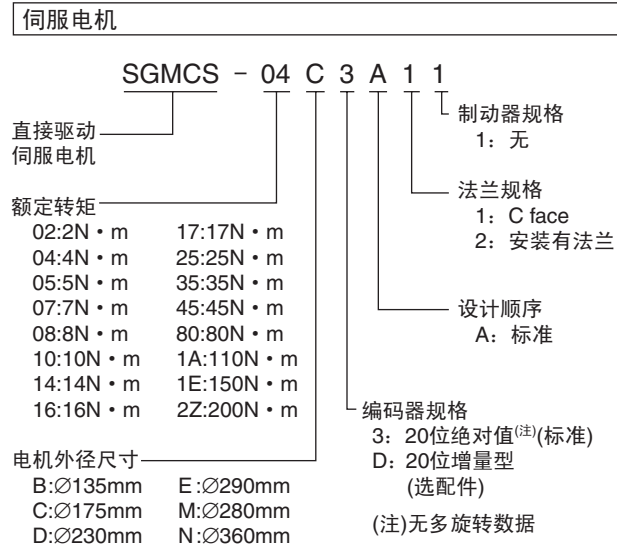 伺服电机
SGMCS - 04 C 3 A 1 1
直接驱动
伺服电机
制动器规格
1：无
法兰规格
1：C face
2：安装有法兰
设计顺序
A：标准
编码器规格
3：20位绝对值(注)(标准)
D：20位增量型
(选配件)
(注)无多旋转数据
额定转矩
02:2N・m 17:17N・m
04:4N・m 25:25N・m
05:5N・m 35:35N・m
07:7N・m 45:45N・m
08:8N・m 80:80N・m
10:10N・m 1A:110N・m
14:14N・m 1E:150N・m
16:16N・m 2Z:200N・m
电机外径尺寸
B:∅135mm E:∅290mm
C:∅175mm M:∅280mm
D:∅230mm N:∅360mm